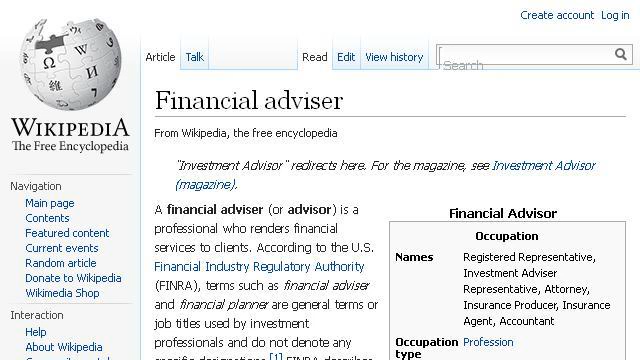 Create account Log in
Article Talk Read Edit View history Search
WIKIPEDIA
The Free Encyclopedia
Navigation
Main page
Contents
Featured content
Current events
Random article
Donate to Wikipedia
Wikimedia Shop
Interaction
Help
About Wikipedia
Financial adviser
From Wikipedia, the free encyclopedia
"Investment Advisor" redirects here. For the magazine, see Investment Advisor
(magazine).
A financial adviser (or advisor) is a
professional who renders financial
services to clients. According to the U.S.
Financial Industry Regulatory Authority
(FINRA), terms such as financial adviser
and financial planner are general terms or
job titles used by investment
professionals and do not denote any
specific designations.[1] FINRA describes
Financial Advisor
Occupation
Names Registered Representative,
Investment Adviser
Representative, Attorney,
Insurance Producer, Insurance
Agent, Accountant
Occupation Profession
type